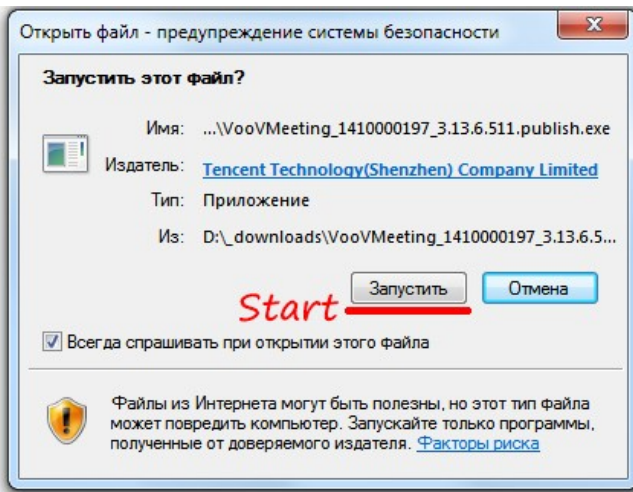 Открыть файл - предупреждение системы безопасности
Запустить этот файл?
Имя: ...\VooVMeeting_1410000197_3.13.6.511.publish.exe
Издатель: Tencent Technology(Shenzhen) Company Limited
Тип: Приложение
Из: D:\_downloads\VooVMeeting_1410000197_3.13.6.5...
Start Запустить Отмена
Всегда спрашивать при открытии этого файла
Файлы из Интернета могут быть полезны, но этот тип файла
может повредить компьютер. Запускайте только программы,
полученные от доверяемого издателя. Факторы риска